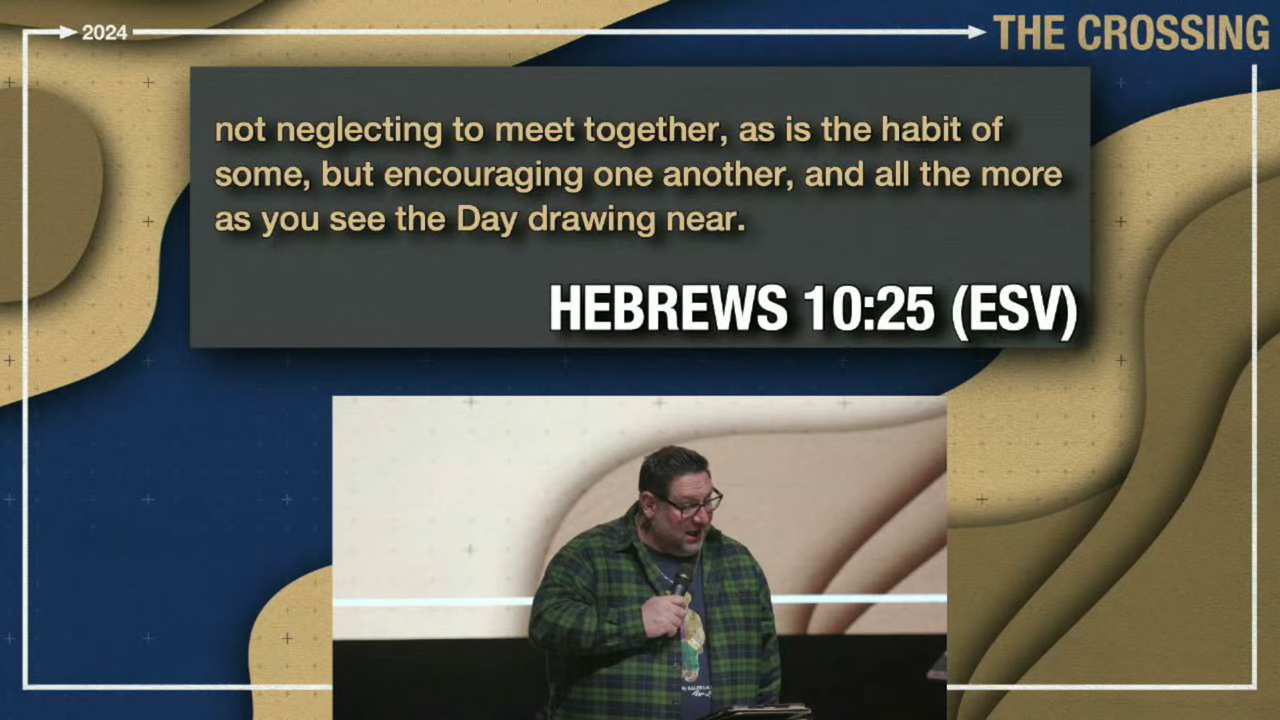 2024
THE CROSSING
not neglecting to meet together, as is the habit of
some, but encouraging one another, and all the more
as you see the Day drawing near.
HEBREWS 10:25 (ESV)